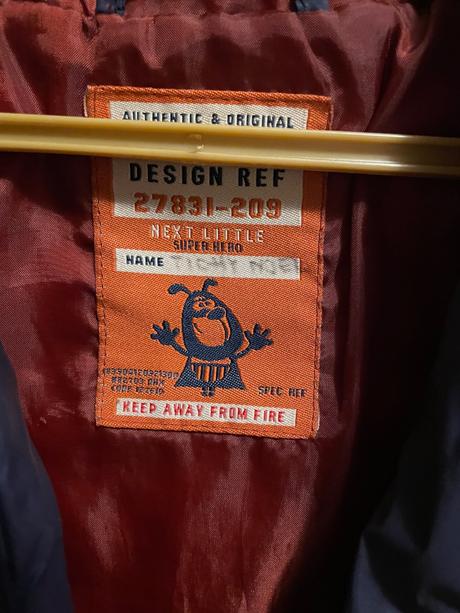 AUTHENTIC & ORIGINAL
DESIGN REF
27831-209
NEXT LITTLE
SUPER HERO
NAME
SPEC REF
KEEP AWAY FROM FIRE